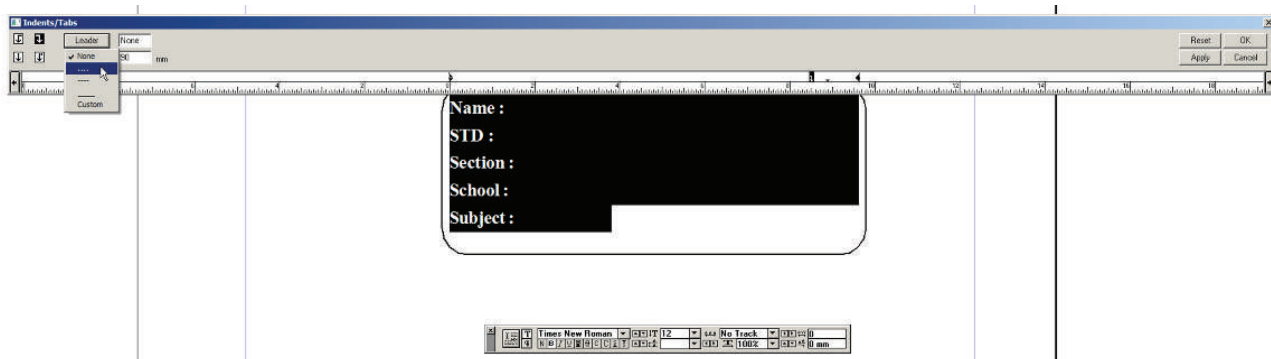 Indents/Tabs
Leader None Reset OK
None 90 mm Apply Cancel
----
Custom
Name :
STD :
Section :
School :
Subject :
Times New Roman 12 No Track 0
N B I U C 100% 0 mm